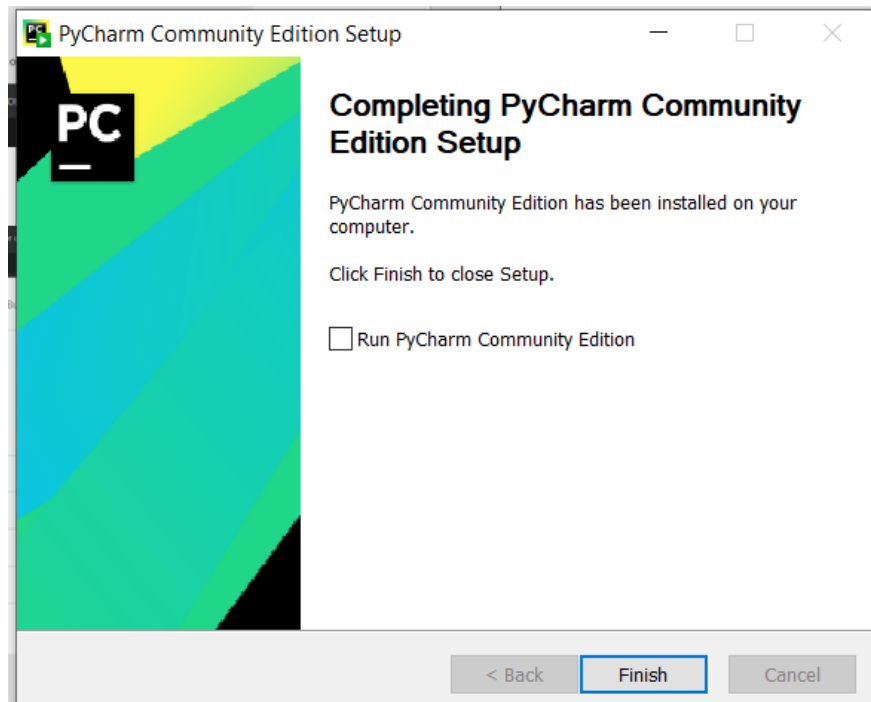 PyCharm Community Edition Setup
PC
Completing PyCharm Community
Edition Setup
PyCharm Community Edition has been installed on your
computer.
Click Finish to close Setup.
Run PyCharm Community Edition
< Back
Finish
Cancel